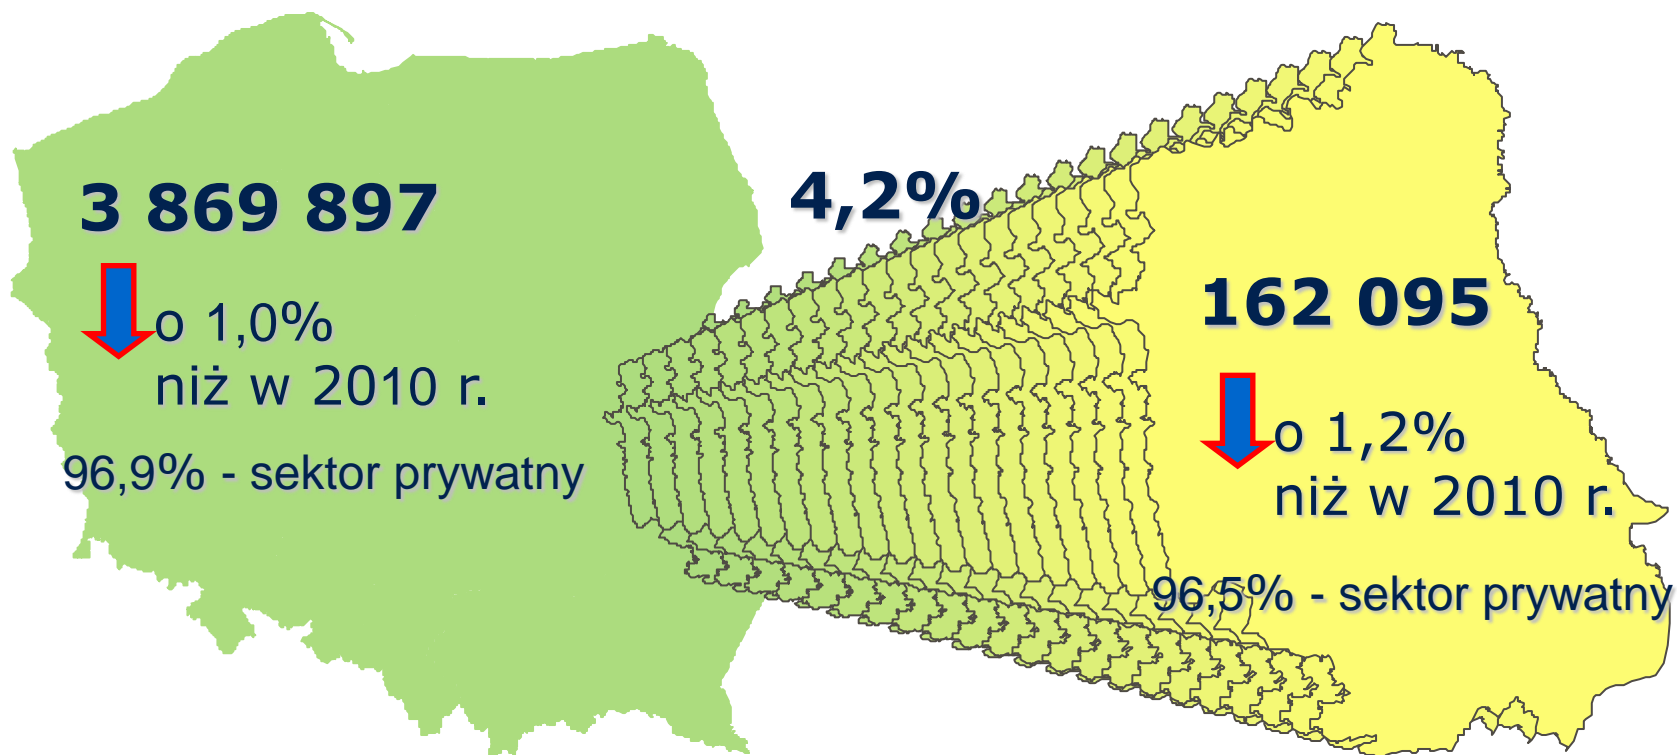 3 869 897
o 1,0%
niż w 2010 r.
96,9% - sektor prywatny
4,2%
162 095
o 1,2%
niż w 2010 r.
96,5% - sektor prywatny